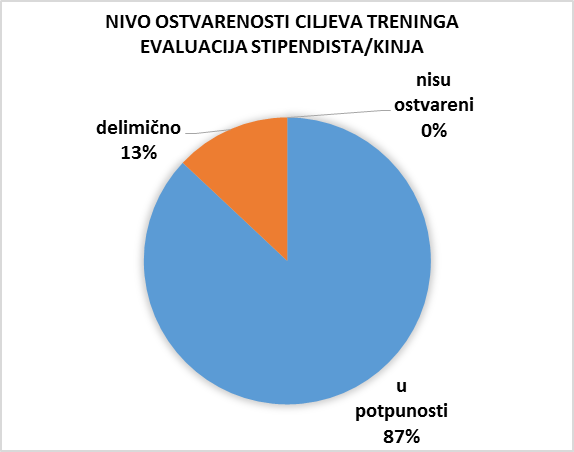 NIVO OSTVARENOSTI CILJEVA TRENINGA
EVALUACIJA STIPENDISTA/KINJA
nisu
ostvareni
0%
delimično
13%
u
potpunosti
87%